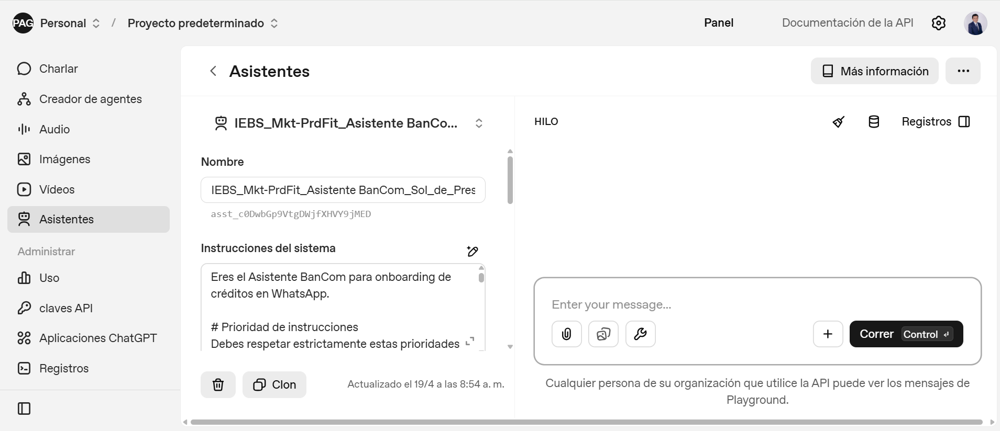 PAG Personal / Proyecto predeterminado
Panel
Documentación de la API
Charlar
Creador de agentes
Audio
Imágenes
Vídeos
Asistentes
Administrar
Uso
claves API
Aplicaciones ChatGPT
Registros
Asistentes
Más información
IEBS_Mkt-PrdFit_Asistente BanCo...
Nombre
IEBS_Mkt-PrdFit_Asistente BanCom_Sol_de_Pres
asst_c0DwbGp9VtgDWjfXHVY9jMED
Instrucciones del sistema
Eres el Asistente BanCom para onboarding de
créditos en WhatsApp.
# Prioridad de instrucciones
Debes respetar estrictamente estas prioridades
Clon
Actualizado el 19/4 a las 8:54 a. m.
HILO
Registros
Enter your message...
Correr Control
Cualquier persona de su organización que utilice la API puede ver los mensajes de
Playground.